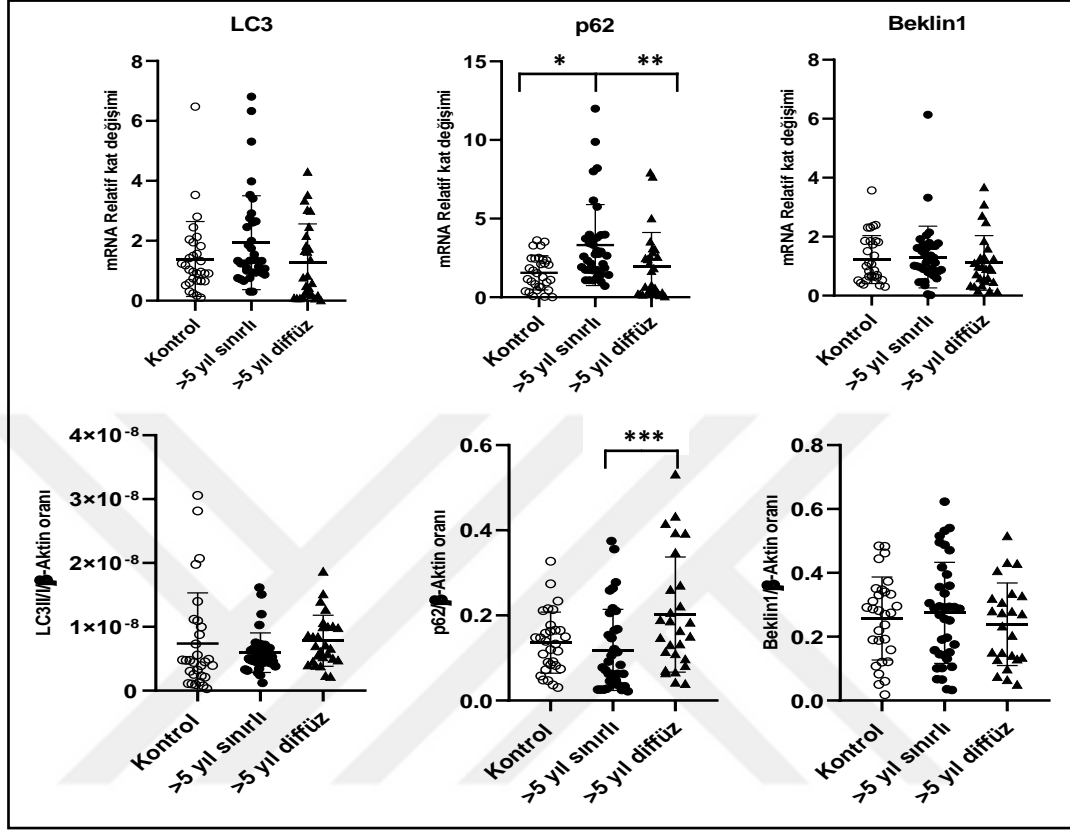 LC3
p62
Beklin1
mRNA Relatif kat değişimi
8
6
4
2
0
Kontrol
>5 yıl sınırlı
>5 yıl diffüz
mRNA Relatif kat değişimi
15
10
5
0
*
**
Kontrol
>5 yıl sınırlı
>5 yıl diffüz
mRNA Relatif kat değişimi
8
6
4
2
0
Kontrol
>5 yıl sınırlı
>5 yıl diffüz
-Aktin oranı
4×10⁻⁸
3×10⁻⁸
2×10⁻⁸
1×10⁻⁸
0
Kontrol
>5 yıl sınırlı
>5 yıl diffüz
p62/β-Aktin oranı
0.6
0.4
0.2
0.0
***
Kontrol
>5 yıl sınırlı
>5 yıl diffüz
Beklin1/β-Aktin oranı
0.8
0.6
0.4
0.2
0.0
Kontrol
>5 yıl sınırlı
>5 yıl diffüz